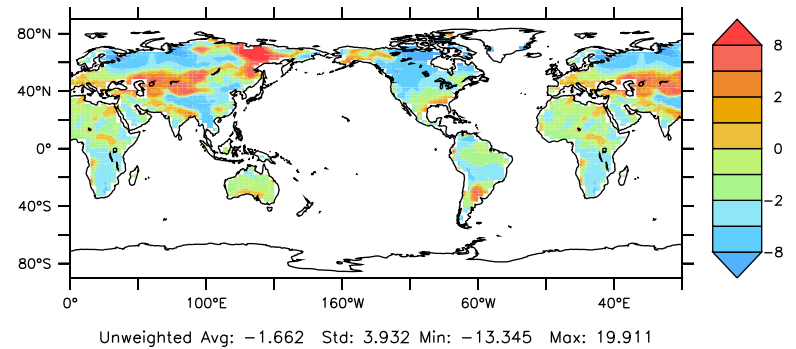 80°N
40°N
0°
40°S
80°S
0° 100°E 160°W 60°W 40°E
8
2
0
−2
−8
Unweighted Avg: −1.662 Std: 3.932 Min: −13.345 Max: 19.911